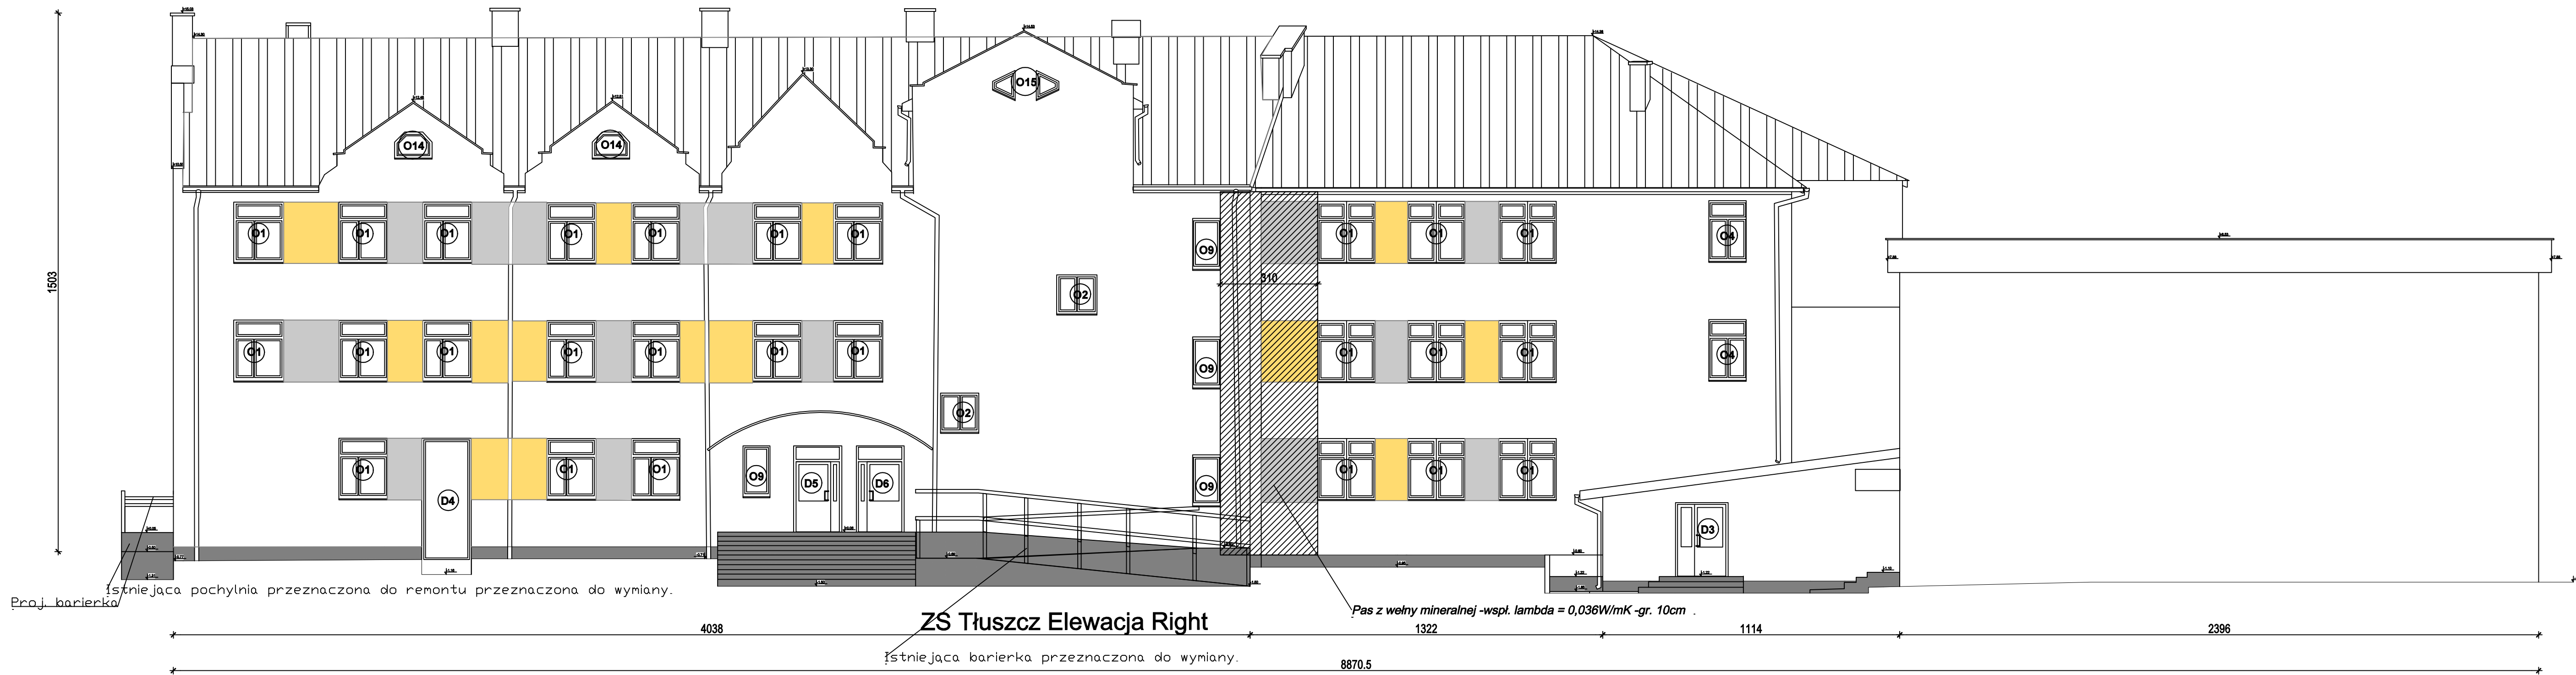 O15
O14
O14
O1
O1
O1
O1
O1
O1
O1
O9
O1
O1
O1
O4
O2
310
1503
O1
O1
O1
O1
O1
O1
O1
O9
O1
O1
O1
O4
O2
O1
D4
O1
O1
O9
D5
D6
O9
O1
O1
O1
D3
Istniejąca pochylnia przeznaczona do remontu przeznaczona do wymiany.
Proj. barierka
Pas z wełny mineralnej -wspł. lambda = 0,036W/mK -gr. 10cm .
ZS Tłuszcz Elewacja Right
4038
1322
1114
2396
Istniejąca barierka przeznaczona do wymiany.
8870.5